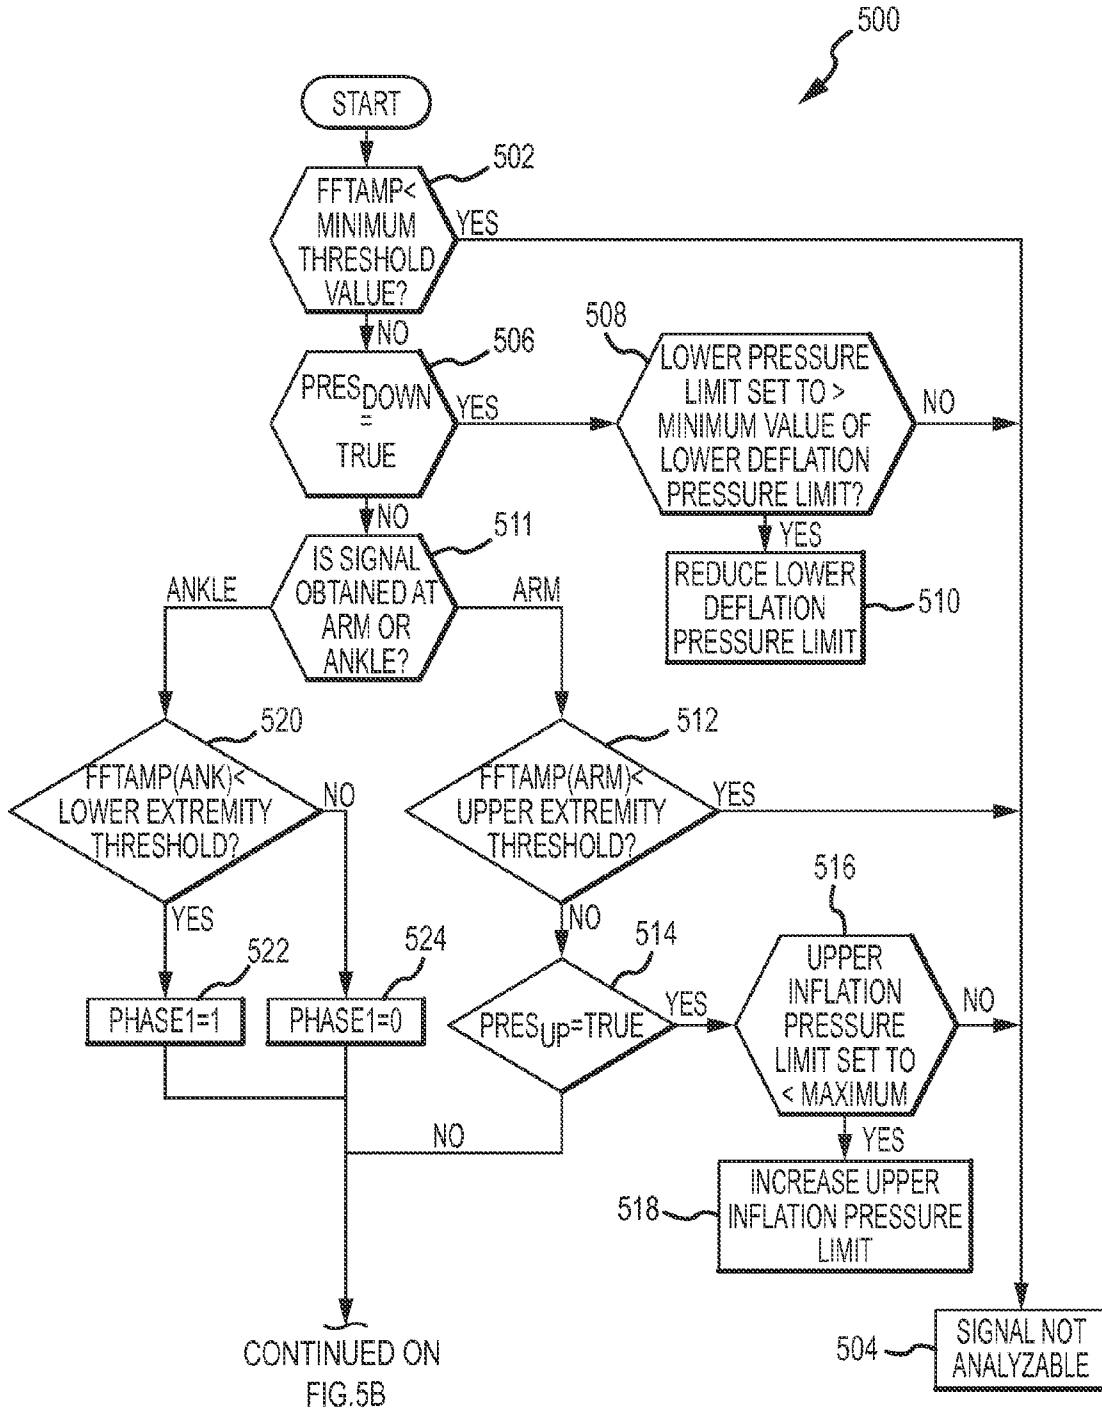 500
START
502
FFTAMP<
MINIMUM
THRESHOLD
VALUE?
YES
NO
506
PRESDOWN
=
TRUE
YES
508
LOWER PRESSURE
LIMIT SET TO >
MINIMUM VALUE OF
LOWER DEFLATION
PRESSURE LIMIT?
NO
YES
REDUCE LOWER
DEFLATION
PRESSURE LIMIT
510
NO
511
IS SIGNAL
OBTAINED AT
ARM OR
ANKLE?
ANKLE
ARM
520
FFTAMP(ANK)<
LOWER EXTREMITY
THRESHOLD?
NO
YES
512
FFTAMP(ARM)<
UPPER EXTREMITY
THRESHOLD?
YES
NO
522
PHASE1=1
524
PHASE1=0
514
PRESUP=TRUE
YES
NO
516
UPPER
INFLATION
PRESSURE
LIMIT SET TO
< MAXIMUM
NO
YES
518
INCREASE UPPER
INFLATION PRESSURE
LIMIT
504
SIGNAL NOT
ANALYZABLE
CONTINUED ON
FIG.5B